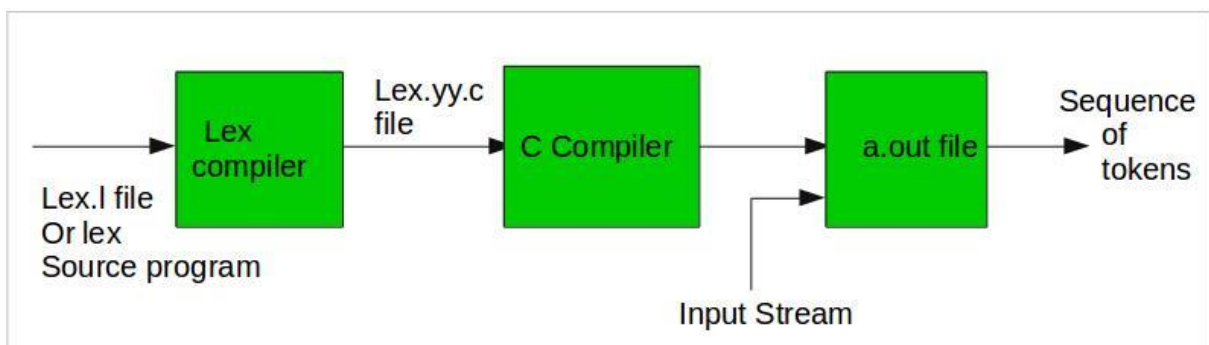 Lex.l file
Or lex
Source program
Lex
compiler
Lex.yy.c
file
C Compiler
a.out file
Input Stream
Sequence
of
tokens